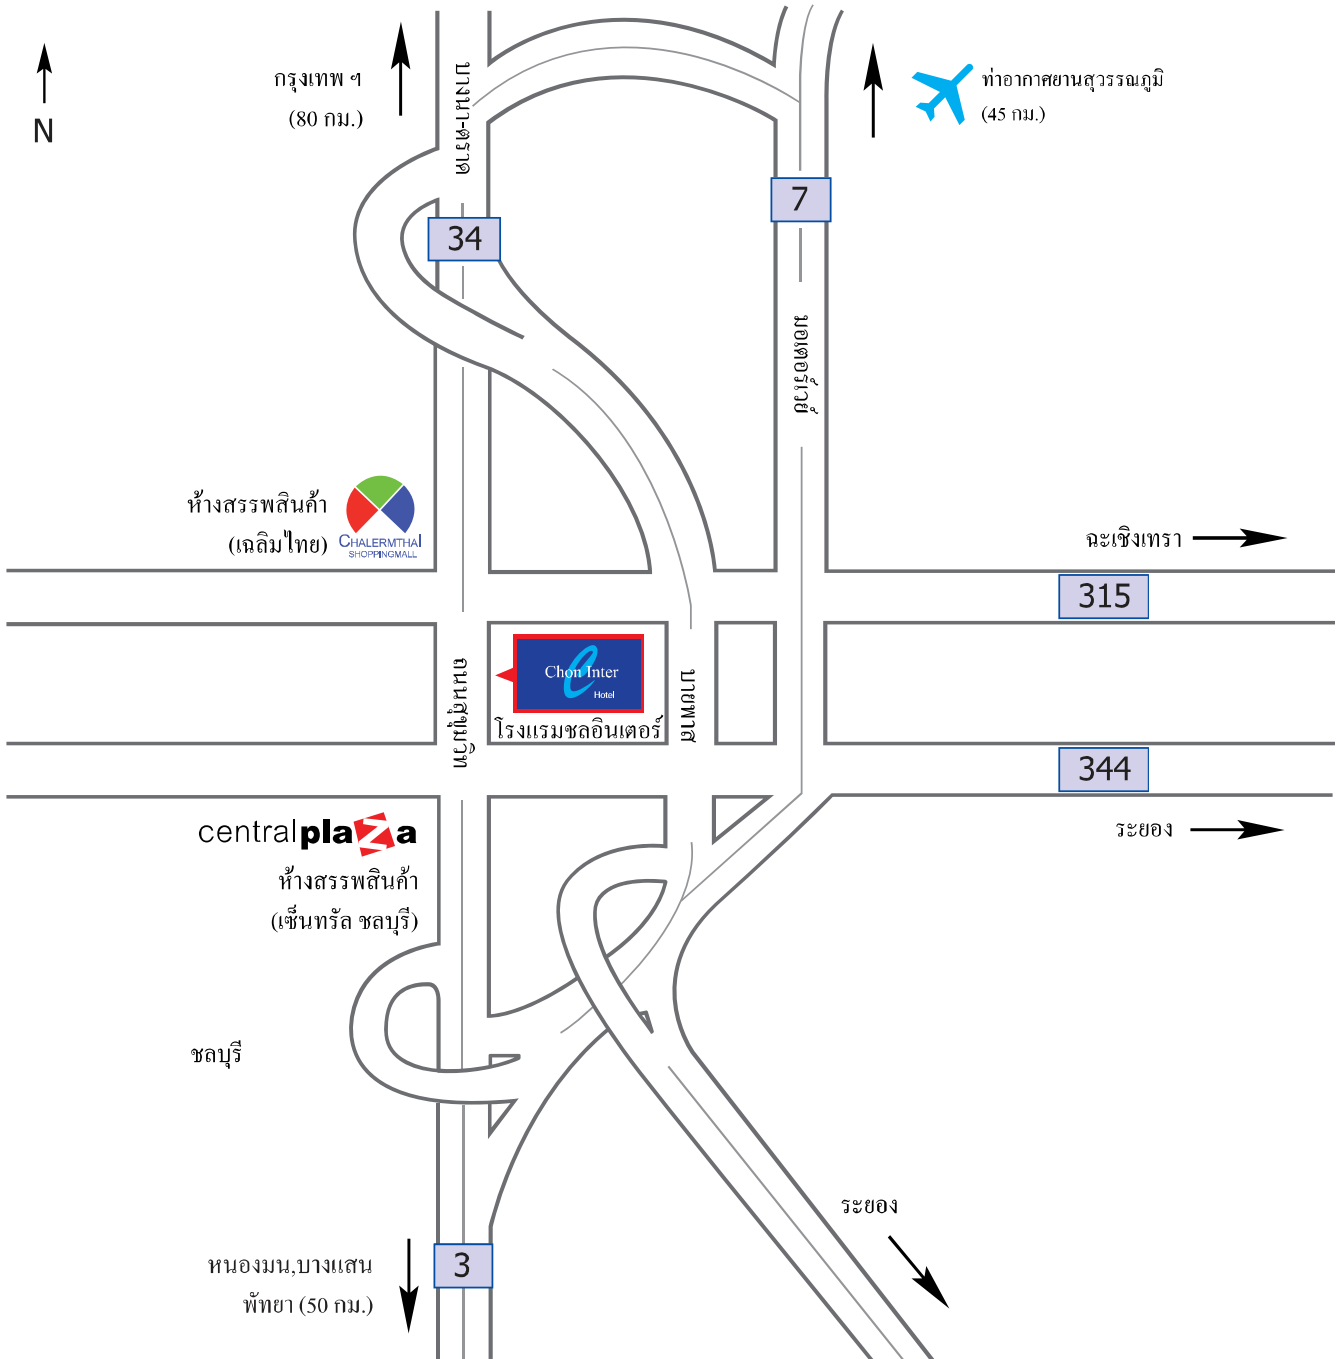 N
กรุงเทพ ฯ
(80 กม.)
บางนา-ตราด
ท่าอากาศยานสุวรรณภูมิ
(45 กม.)
7
34
มอเตอร์เวย์
ห้างสรรพสินค้า
(เฉลิมไทย)
CHALERMTHAI
SHOPPINGMALL
ฉะเชิงเทรา
315
ถนนสุขุมวิท
Chon Inter
Hotel
โรงแรมชลอินเตอร์
บายพาส
344
ระยอง
centralplaza
ห้างสรรพสินค้า
(เซ็นทรัล ชลบุรี)
ชลบุรี
ระยอง
หนองมน,บางแสน
พัทยา (50 กม.)
3